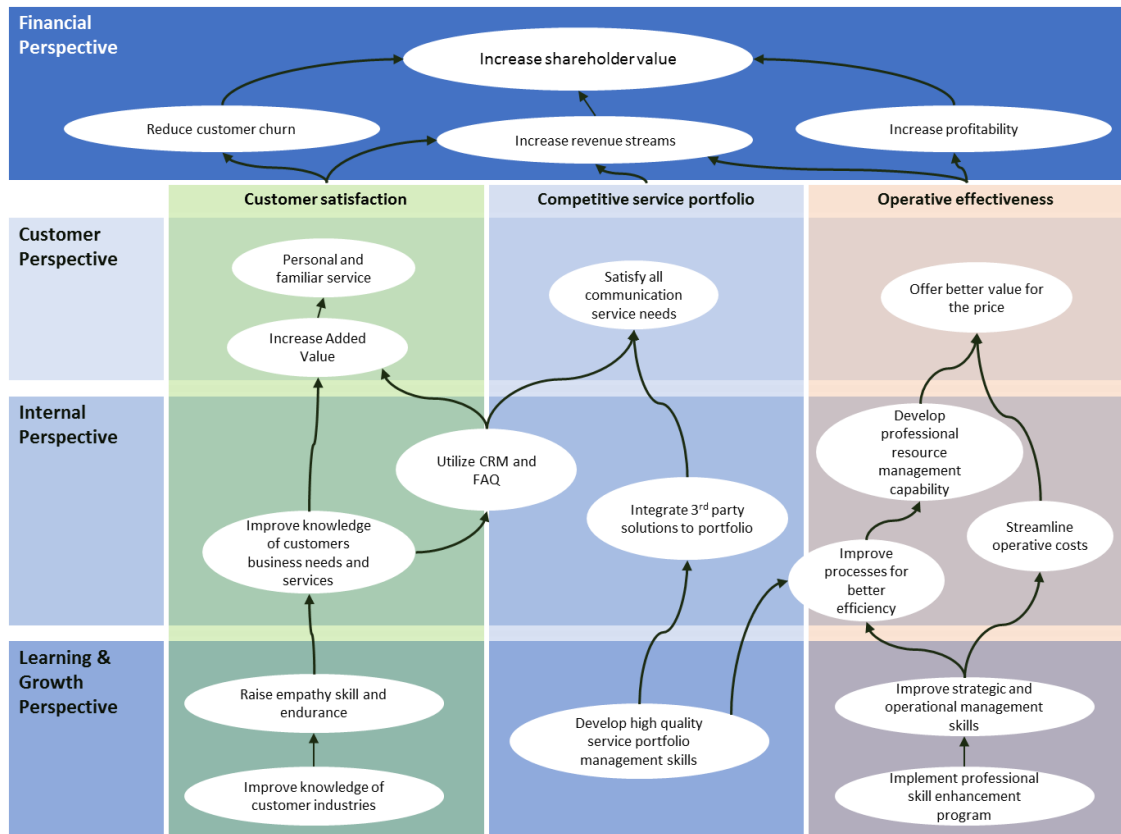 Financial
Perspective
Increase shareholder value
Reduce customer churn
Increase revenue streams
Increase profitability
Customer satisfaction
Competitive service portfolio
Operative effectiveness
Customer
Perspective
Personal and
familiar service
Increase Added
Value
Satisfy all
communication
service needs
Offer better value for
the price
Internal
Perspective
Utilize CRM and
FAQ
Improve knowledge
of customers
business needs and
services
Integrate 3rd party
solutions to portfolio
Develop
professional
resource
management
capability
Improve
processes for
better
efficiency
Streamline
operative costs
Learning &
Growth
Perspective
Raise empathy skill and
endurance
Improve knowledge of
customer industries
Develop high quality
service portfolio
management skills
Improve strategic and
operational management
skills
Implement professional
skill enhancement
program